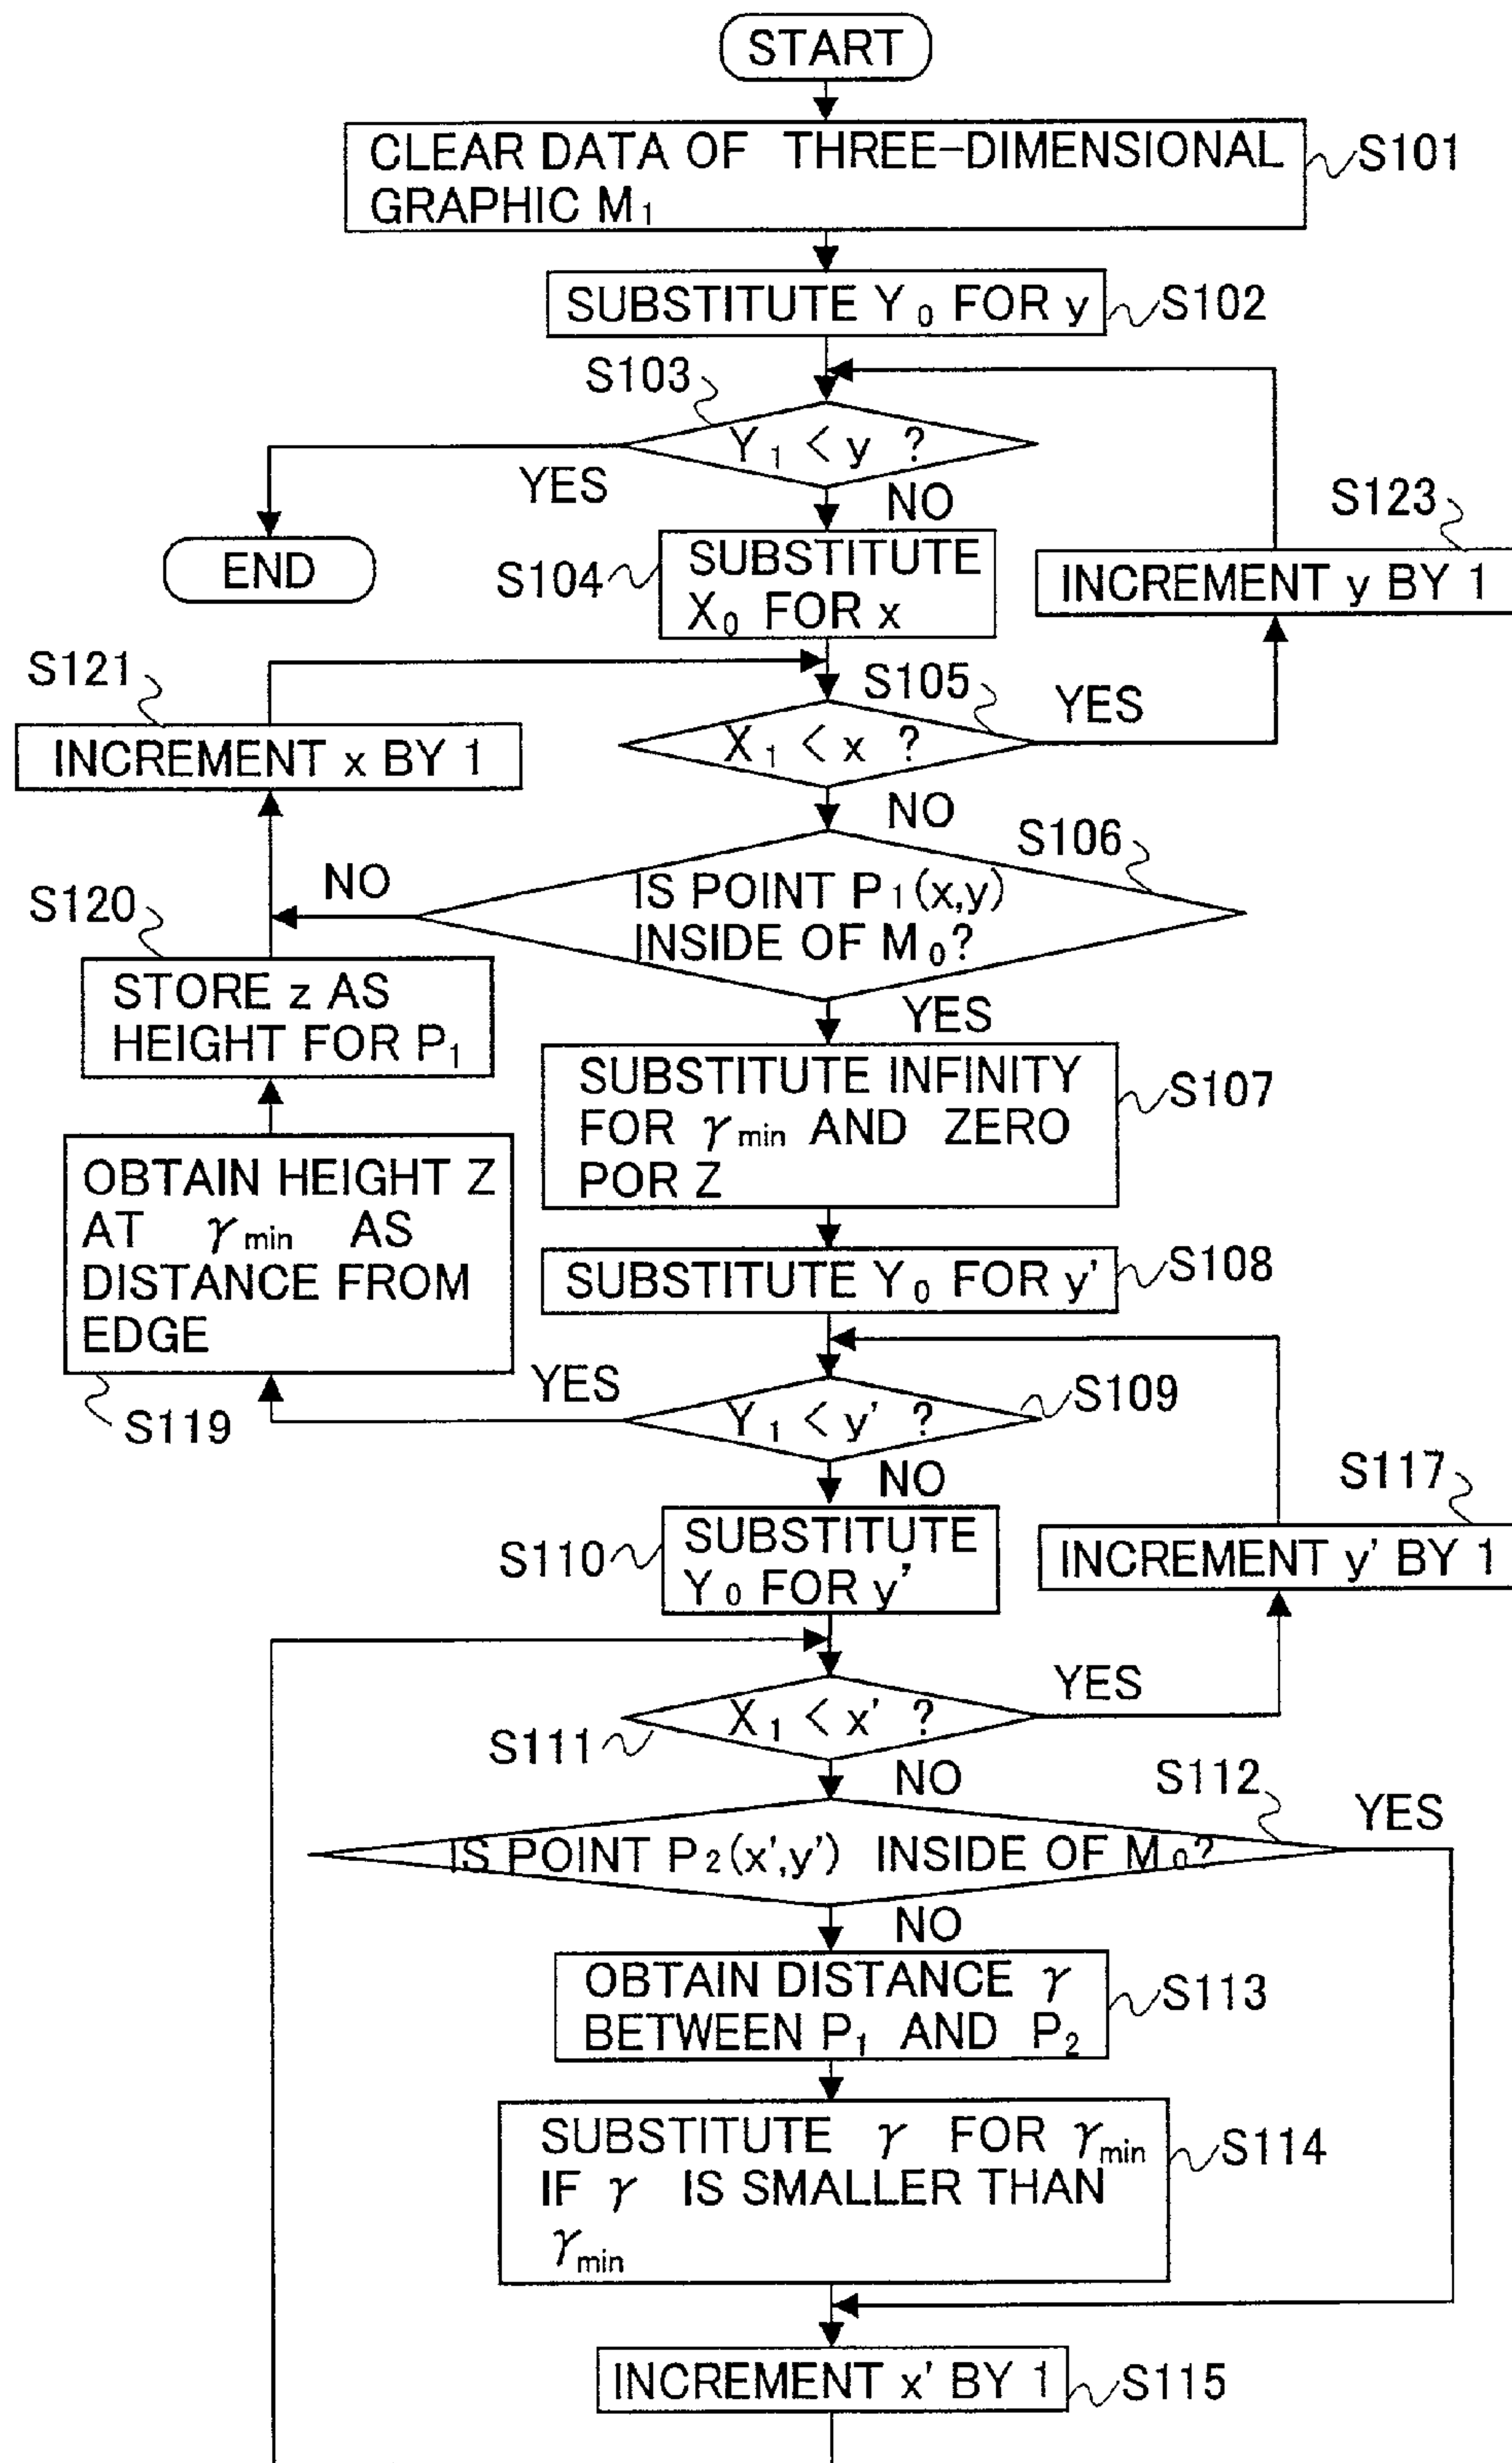 START
CLEAR DATA OF THREE-DIMENSIONAL
GRAPHIC M₁
S101
SUBSTITUTE Y₀ FOR y
S102
S103
Y₁ < y ?
YES
NO
END
S104
SUBSTITUTE
X₀ FOR x
S123
INCREMENT y BY 1
S121
INCREMENT x BY 1
S105
X₁ < x ?
YES
NO
S106
IS POINT P₁(x,y)
INSIDE OF M₀?
NO
YES
S120
STORE z AS
HEIGHT FOR P₁
SUBSTITUTE INFINITY
FOR γmin AND ZERO
POR Z
S107
OBTAIN HEIGHT Z
AT γmin AS
DISTANCE FROM
EDGE
S119
SUBSTITUTE Y₀ FOR y'
S108
YES
Y₁ < y' ?
S109
NO
S110
SUBSTITUTE
Y₀ FOR y'
S117
INCREMENT y' BY 1
S111
X₁ < x' ?
YES
NO
S112
YES
IS POINT P₂(x',y') INSIDE OF M₀?
NO
OBTAIN DISTANCE γ
BETWEEN P₁ AND P₂
S113
SUBSTITUTE γ FOR γmin
IF γ IS SMALLER THAN
γmin
S114
INCREMENT x' BY 1
S115